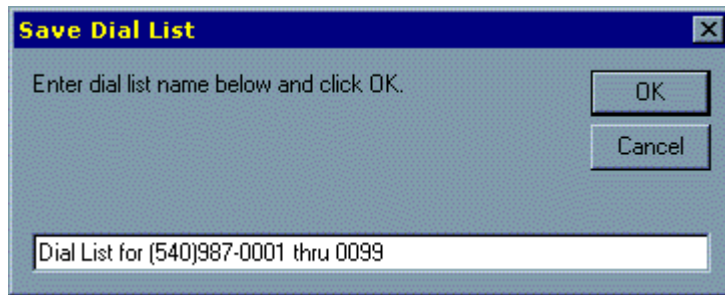 Save Dial List
Enter dial list name below and click OK.
OK
Cancel
Dial List for (540)987-0001 thru 0099